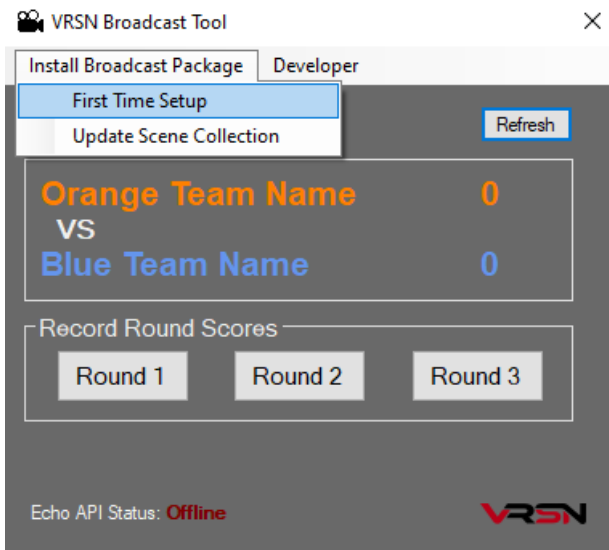 VRSN Broadcast Tool
Install Broadcast Package Developer
First Time Setup
Refresh
Update Scene Collection
Orange Team Name 0
VS
Blue Team Name 0
Record Round Scores
Round 1 Round 2 Round 3
Echo API Status: Offline
VRSN